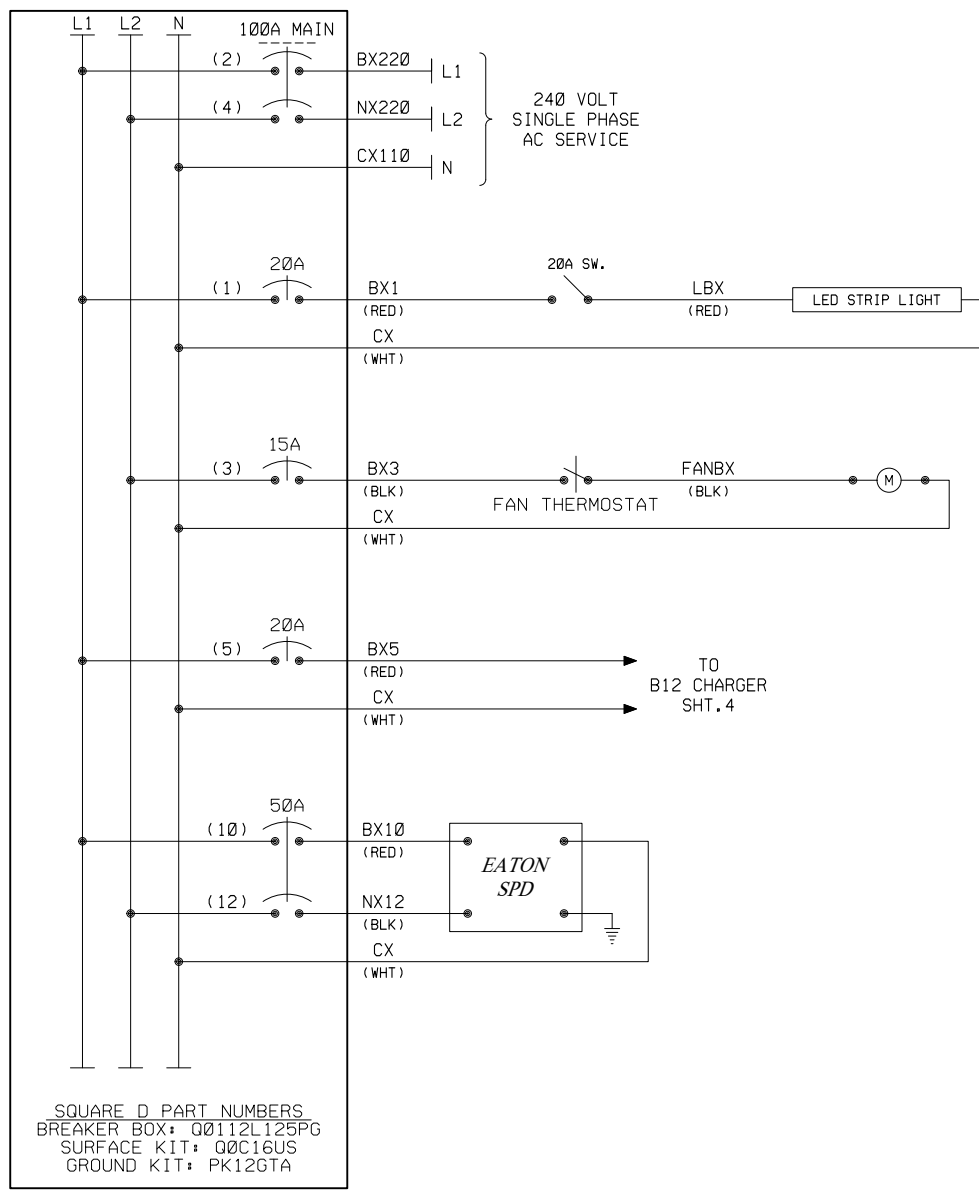 L1 L2 N
100A MAIN
(2) BX220 L1
(4) NX220 L2
CX110 N
240 VOLT
SINGLE PHASE
AC SERVICE
20A
20A SW.
(1) BX1 LBX LED STRIP LIGHT
(RED) (RED)
CX
(WHT)
15A
(3) BX3 FANBX M
(BLK) (BLK)
FAN THERMOSTAT
CX
(WHT)
20A
(5) BX5
(RED)
CX
(WHT)
TO
B12 CHARGER
SHT.4
50A
(10) BX10
(RED)
EATON
SPD
(12) NX12
(BLK)
CX
(WHT)
SQUARE D PART NUMBERS
BREAKER BOX: QO112L125PG
SURFACE KIT: QOC16US
GROUND KIT: PK12GTA